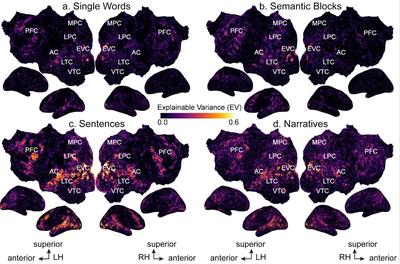 a. Single Words
b. Semantic Blocks
MPC MPC
PFC LPC LPC PFC
AC EVC EVC AC
LTC LTC
VTC VTC
MPC MPC
PFC LPC LPC PFC
AC EVC EVC AC
LTC LTC
VTC VTC
Explainable Variance (EV)
0.0 0.6
c. Sentences
d. Narratives
MPC MPC
PFC LPC LPC PFC
AC EVC EVC AC
LTC LTC
VTC VTC
MPC MPC
PFC LPC LPC PFC
AC EVC EVC AC
LTC LTC
VTC VTC
superior superior superior superior
anterior LH RH anterior anterior LH RH anterior